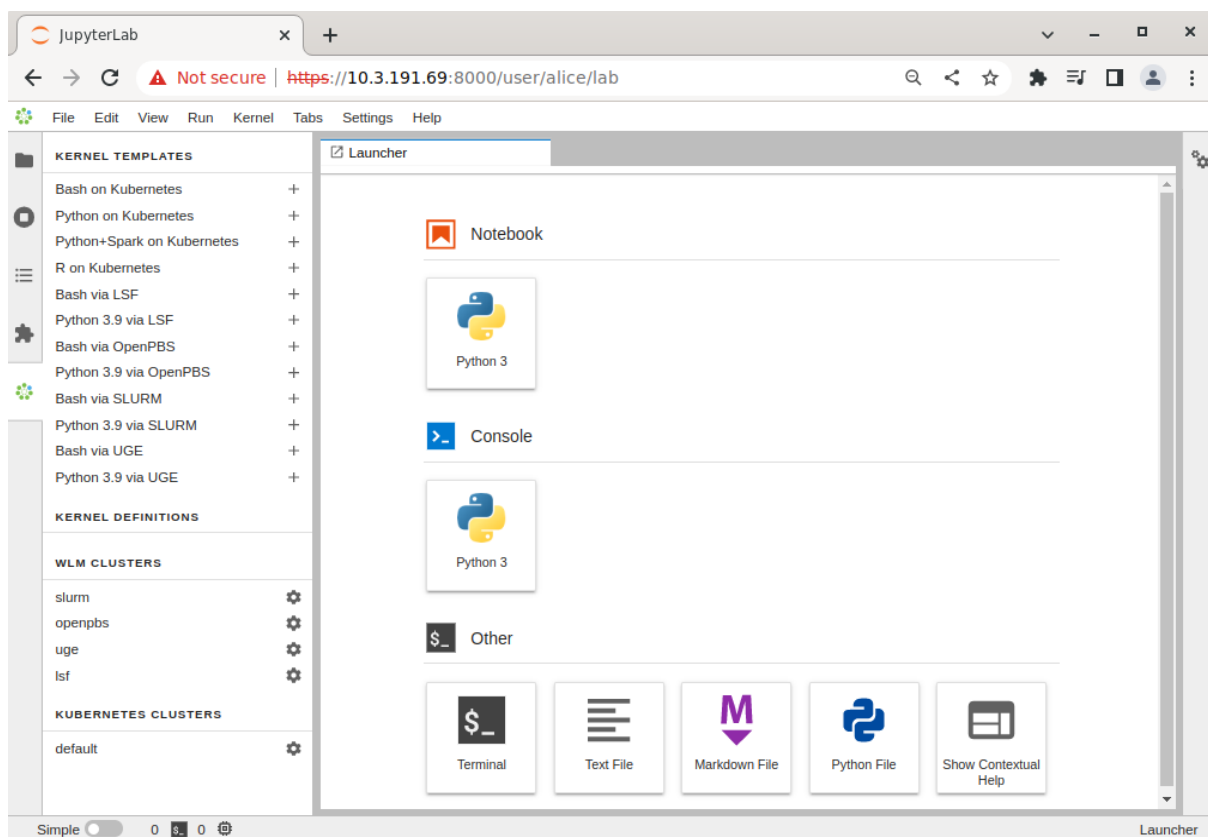 JupyterLab
Not secure https://10.3.191.69:8000/user/alice/lab
File Edit View Run Kernel Tabs Settings Help
KERNEL TEMPLATES
Bash on Kubernetes
Python on Kubernetes
Python+Spark on Kubernetes
R on Kubernetes
Bash via LSF
Python 3.9 via LSF
Bash via OpenPBS
Python 3.9 via OpenPBS
Bash via SLURM
Python 3.9 via SLURM
Bash via UGE
Python 3.9 via UGE
KERNEL DEFINITIONS
WLM CLUSTERS
slurm
openpbs
uge
lsf
KUBERNETES CLUSTERS
default
Launcher
Notebook
Python 3
Console
Python 3
$_ Other
$_
Terminal
Text File
M
Markdown File
Python File
Show Contextual
Help
Simple 0 $_ 0 Launcher